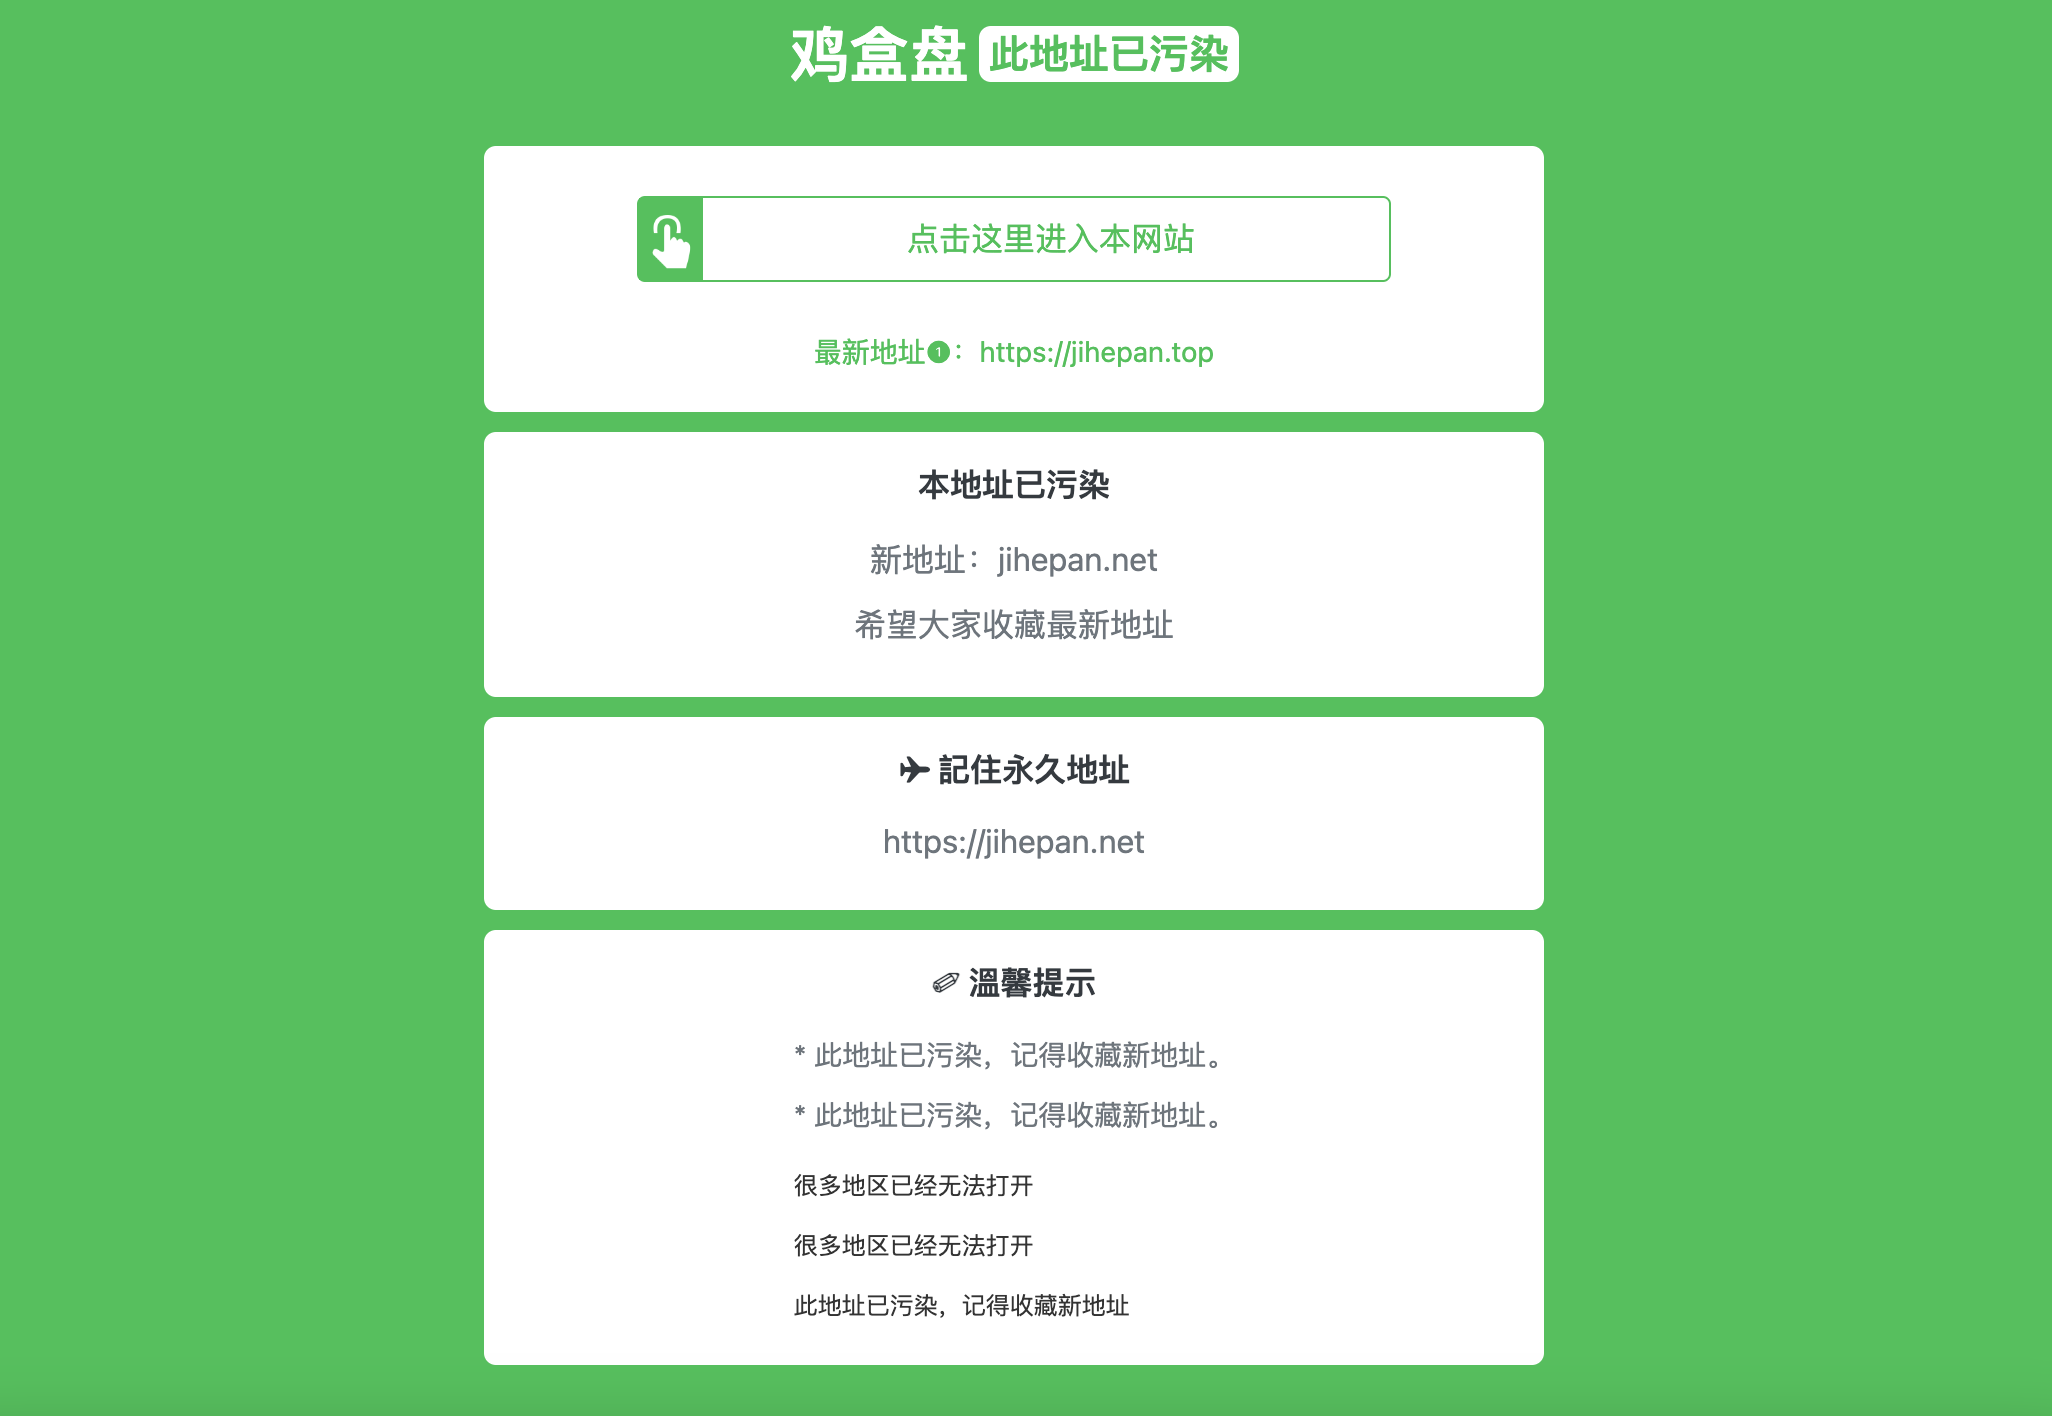 鸡盒盘 此地址已污染
点击这里进入本网站
最新地址❶：https://jihepan.top
本地址已污染
新地址：jihepan.net
希望大家收藏最新地址
✈ 記住永久地址
https://jihepan.net
✏ 溫馨提示
* 此地址已污染，记得收藏新地址。
* 此地址已污染，记得收藏新地址。
很多地区已经无法打开
很多地区已经无法打开
此地址已污染，记得收藏新地址